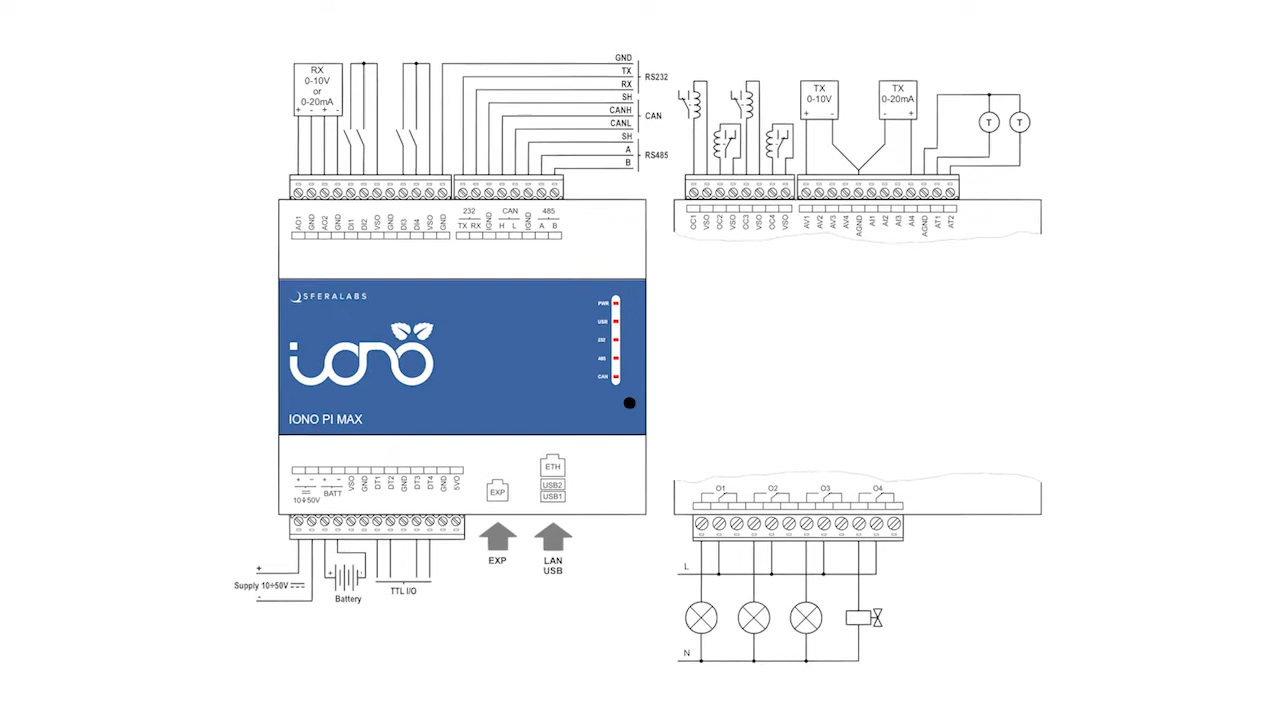 RX
0-10V
or
0-20mA
+ - + -
GND
TX
RX
SH
CANH
CANL
SH
A
B
RS232
CAN
RS485
TX
0-10V
+ -
TX
0-20mA
- +
T
T
AO1
GND
AO2
GND
DI1
DI2
VSO
GND
DI3
DI4
VSO
GND
232
TX RX
IGND
CAN
H L
IGND
485
A B
OC1
VSO
OC2
VSO
OC3
VSO
OC4
VSO
AV1
AV2
AV3
AV4
AGND
AI1
AI2
AI3
AI4
AGND
AT1
AT2
SFERALABS
iono
IONO PI MAX
PWR
USR
232
485
CAN
+ - + -
10÷50V
BATT
VSO
GND
DT1
DT2
GND
DT3
DT4
GND
5VO
EXP
ETH
USB2
USB1
O1
O2
O3
O4
EXP
LAN
USB
+
Supply 10÷50V
-
+ -
Battery
TTL I/O
L
N